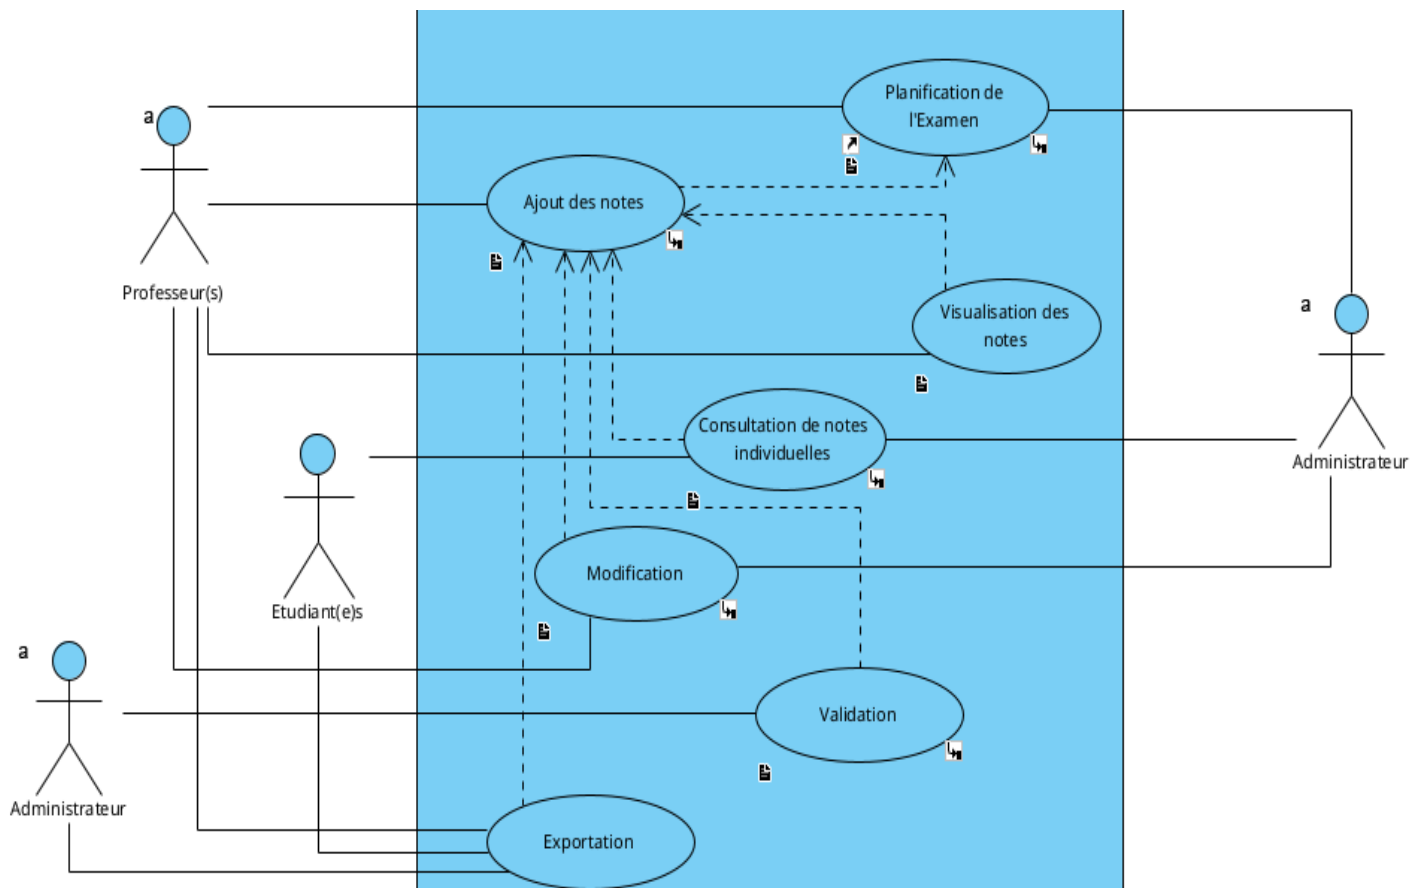 Planification de
l'Examen
a
Ajout des notes
Professeur(s)
a
Visualisation des
notes
Consultation de notes
individuelles
Administrateur
Modification
Etudiant(e)s
a
Validation
Administrateur
Exportation